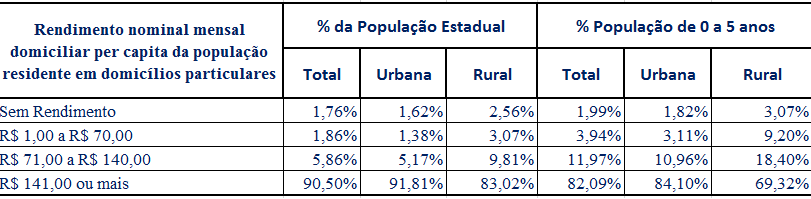 Rendimento nominal mensal domiciliar per capita da população residente em domicílios particulares % da População Estadual % População de 0 a 5 anos
Total Urbana Rural Total Urbana Rural
Sem Rendimento 1,76% 1,62% 2,56% 1,99% 1,82% 3,07%
R$ 1,00 a R$ 70,00 1,86% 1,38% 3,07% 3,94% 3,11% 9,20%
R$ 71,00 a R$ 140,00 5,86% 5,17% 9,81% 11,97% 10,96% 18,40%
R$ 141,00 ou mais 90,50% 91,81% 83,02% 82,09% 84,10% 69,32%